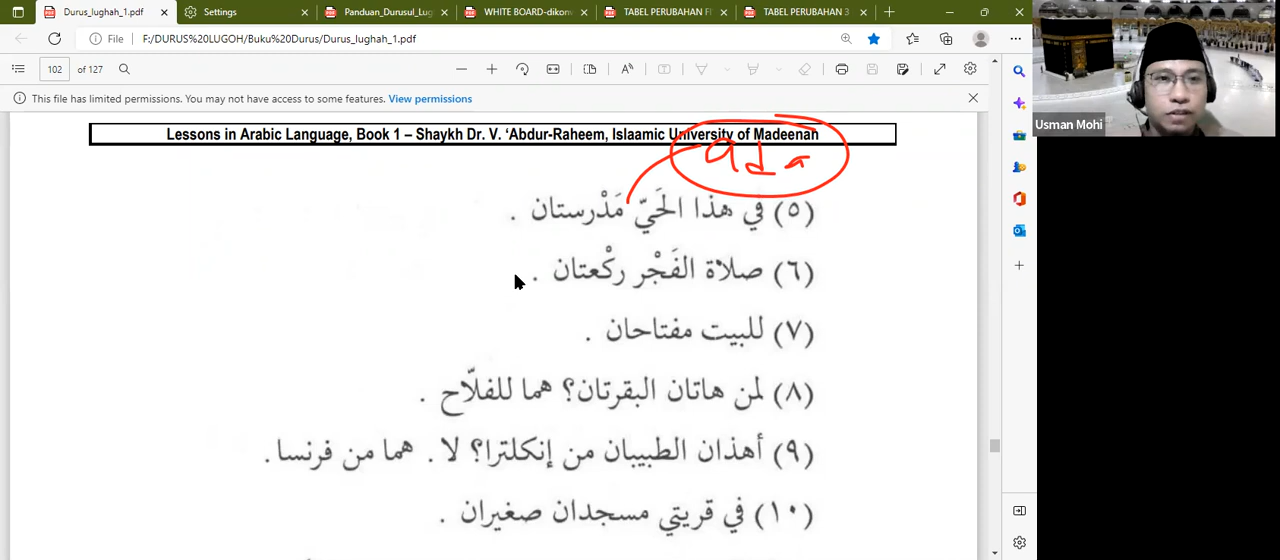 Durus_lughah_1.pdf
Settings
Panduan_Durusul_Lug
WHITE BOARD-dikonv
TABEL PERUBAHAN FI
TABEL PERUBAHAN 3
File
F:/DURUS%20LUGOH/Buku%20Durus/Durus_lughah_1.pdf
102 of 127
This file has limited permissions. You may not have access to some features. View permissions
Usman Mohi
Lessons in Arabic Language, Book 1 – Shaykh Dr. V. ‘Abdur-Raheem, Islaamic University of Madeenah
ada
(٥) في هذا الحَيّ مَدْرستان .
(٦) صلاة الفَجْر ركْعتان .
(٧) للبيت مفتاحان .
(٨) لمن هاتان البقرتان؟ هما للفلّاح .
(٩) أهذان الطبيبان من إنكلترا؟ لا . هما من فرنسا.
(١٠) في قريتي مسجدان صغيران .